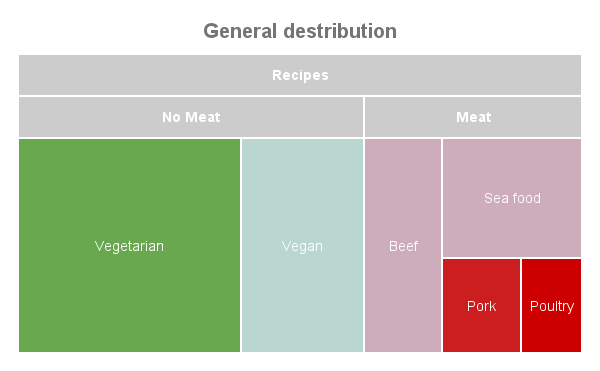 General destribution
Recipes
No Meat
Meat
Vegetarian
Vegan
Beef
Sea food
Pork
Poultry